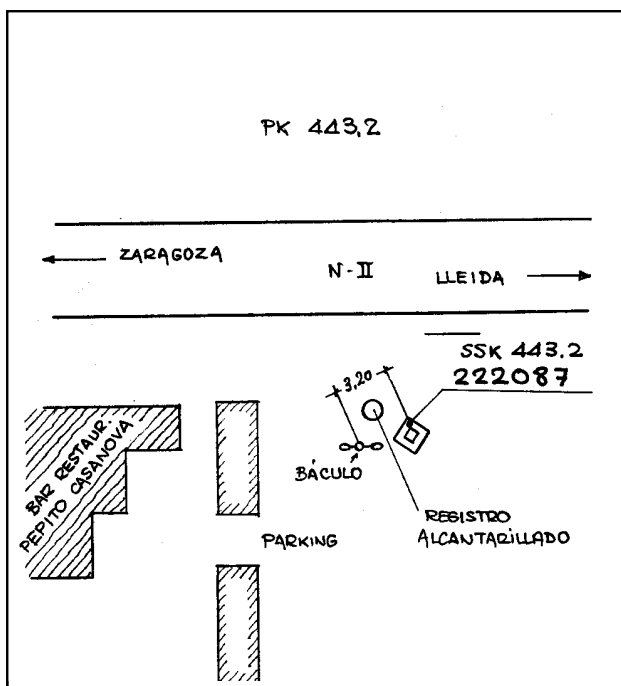 PK 443,2
ZARAGOZA
N-II
LLEIDA
SSK 443.2
222087
3,20
BAR RESTAUR.
PEPITO CASANOVA
BÁCULO
PARKING
REGISTRO
ALCANTARILLADO